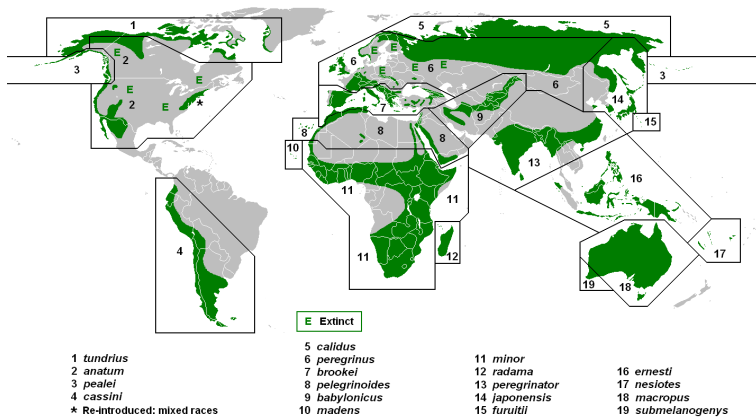 1
5
5
E
2
3
E
2
E
E
*
E
E
6
E
E
6
E
6
3
14
7
9
15
8
8
8
10
13
16
11
11
4
11
12
17
19
18
E Extinct
1 tundrius
2 anatum
3 pealei
4 cassini
* Re-introduced: mixed races
5 calidus
6 peregrinus
7 brookei
8 pelegrinoides
9 babylonicus
10 madens
11 minor
12 radama
13 peregrinator
14 japonensis
15 furuitii
16 ernesti
17 nesiotes
18 macropus
19 submelanogenys